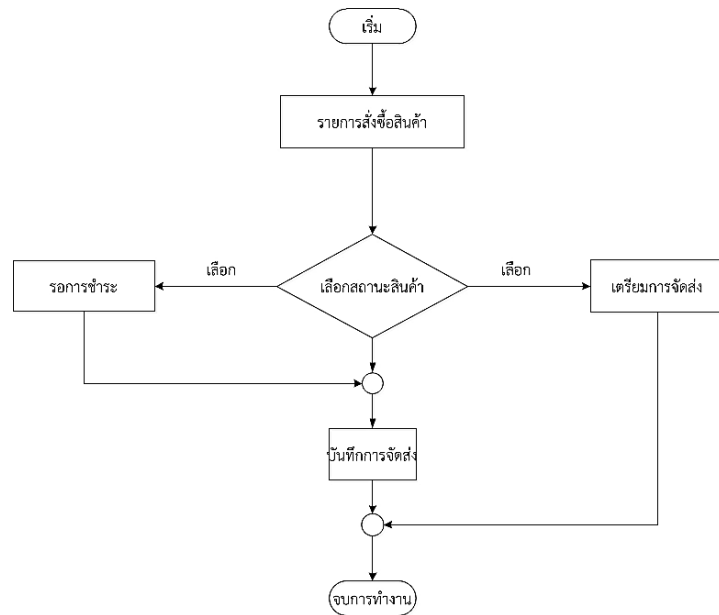 เริ่ม
รายการสั่งซื้อสินค้า
เลือก
เลือก
รอการชำระ
เลือกสถานะสินค้า
เตรียมการจัดส่ง
บันทึกการจัดส่ง
จบการทำงาน